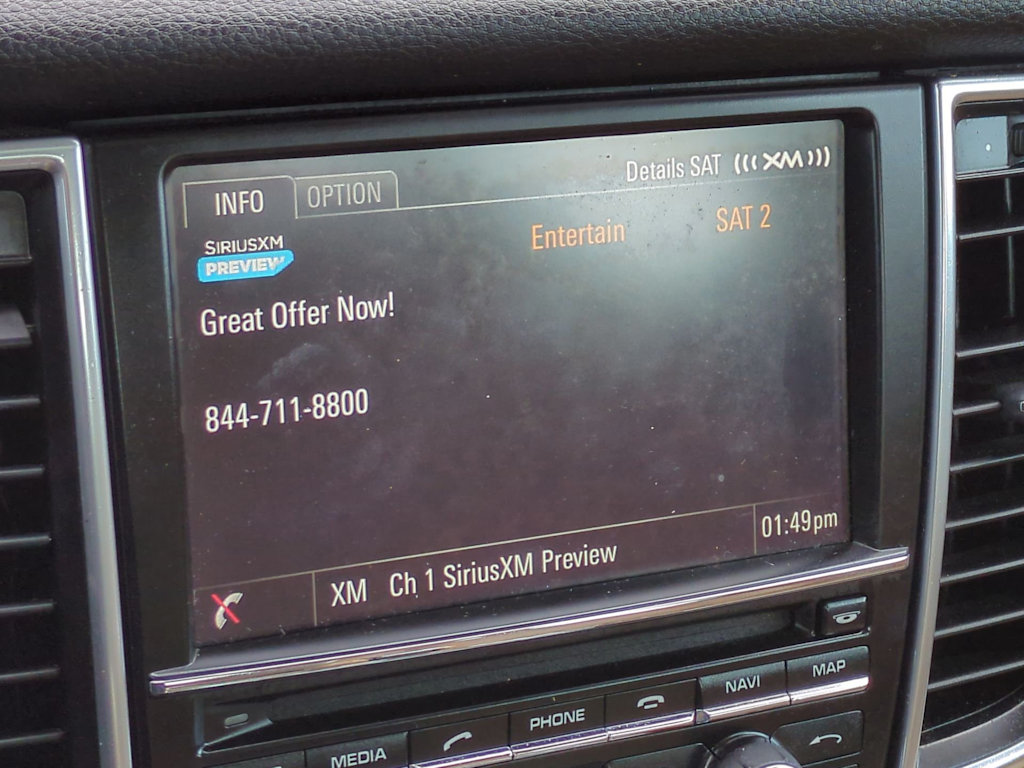 Details SAT (((XM)))
INFO OPTION
SIRIUSXM Entertain SAT 2
PREVIEW
Great Offer Now!
844-711-8800
XM Ch 1 SiriusXM Preview 01:49pm
MEDIA PHONE NAVI MAP